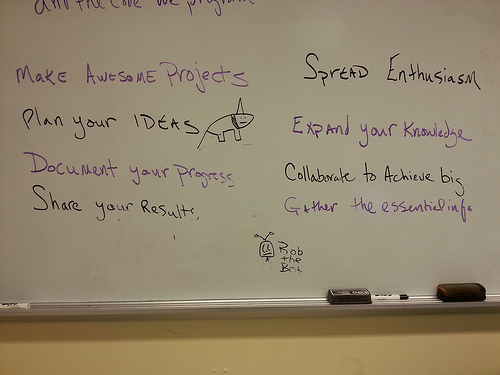 and the code we program
Make Awesome Projects
Plan your IDEAS
Document your Progress
Share your Results,
Spread Enthusiasm
Expand your Knowledge
Collaborate to Achieve big
Gather the essential info
Rob
the
Bot